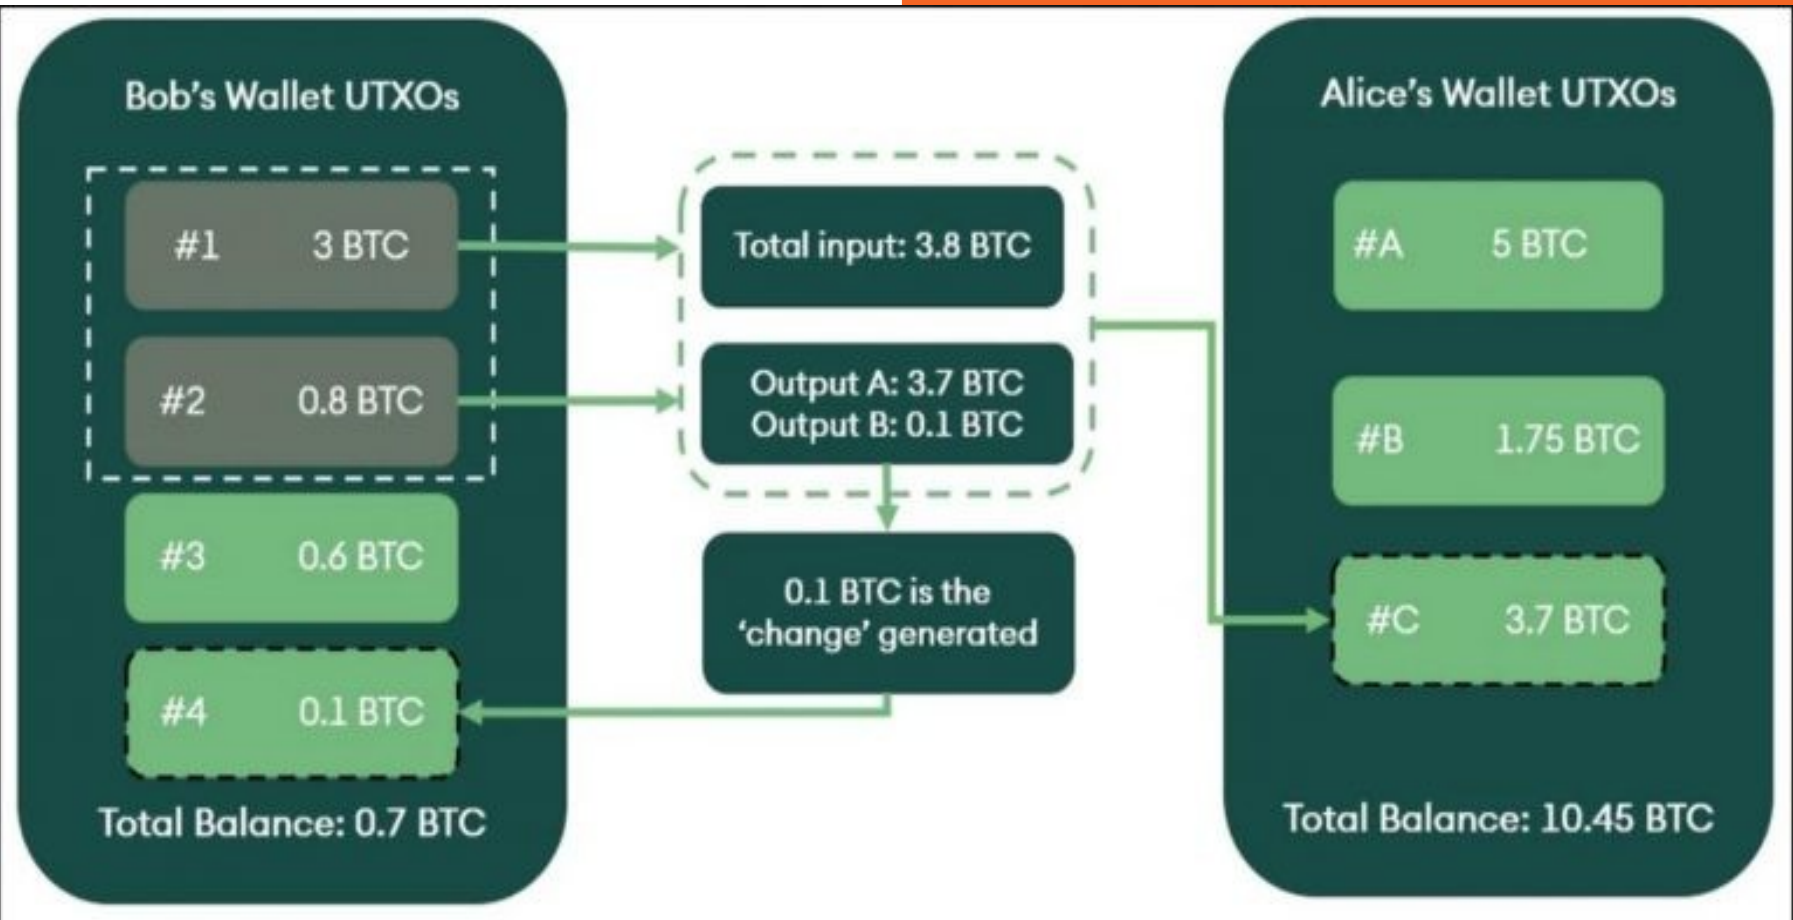 Bob's Wallet UTXOs
#1 3 BTC
#2 0.8 BTC
#3 0.6 BTC
#4 0.1 BTC
Total Balance: 0.7 BTC
Total input: 3.8 BTC
Output A: 3.7 BTC
Output B: 0.1 BTC
0.1 BTC is the
‘change’ generated
Alice's Wallet UTXOs
#A 5 BTC
#B 1.75 BTC
#C 3.7 BTC
Total Balance: 10.45 BTC